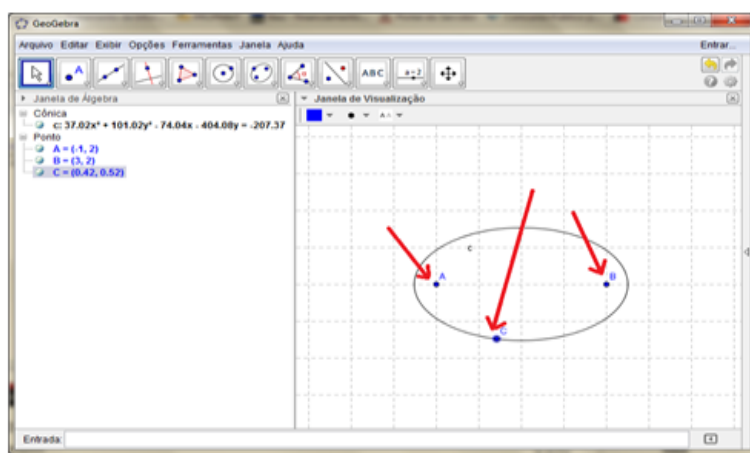 GeoGebra
Arquivo Editar Exibir Opções Ferramentas Janela Ajuda Entrar...
ABC a=2
Janela de Álgebra
Janela de Visualização
Cônica
c: 37.02x² + 101.02y² - 74.04x - 404.08y = -207.37
Ponto
A = (-1, 2)
B = (3, 2)
C = (0.42, 0.52)
c
A
B
C
Entrada: